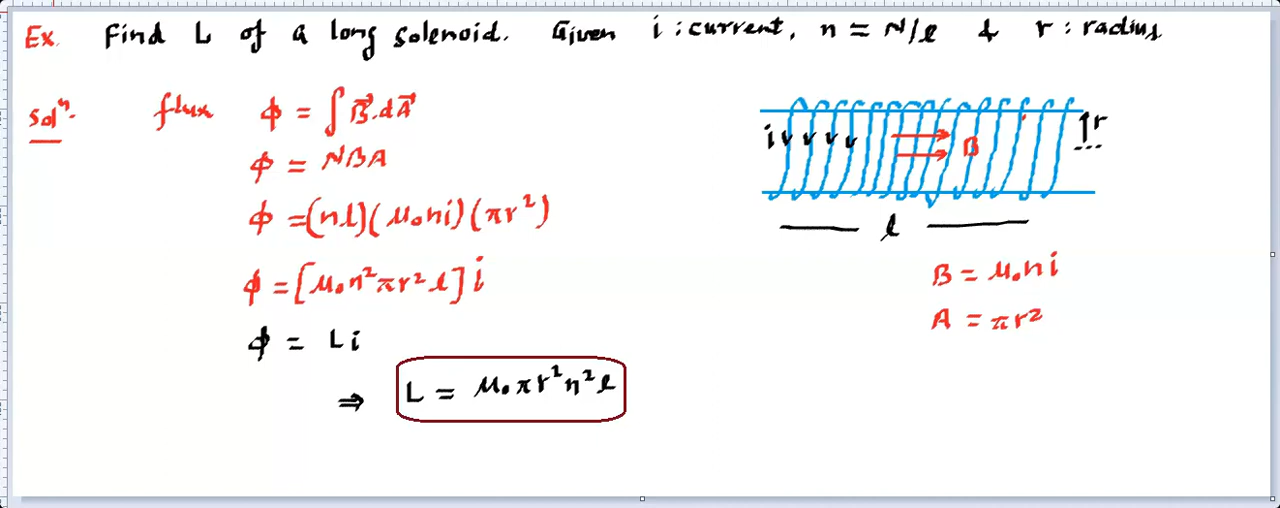 Ex. Find L of a long solenoid. Given i : current, n = N/l & r : radius
Solⁿ. flux ϕ = ∫ B⃗.dA⃗
ϕ = NBA
ϕ = (nl)(μ₀ni)(πr²)
ϕ = [μ₀n²πr²l] i
ϕ = Li
⇒ L = μ₀πr²n²l
i
B
r
l
B = μ₀ni
A = πr²